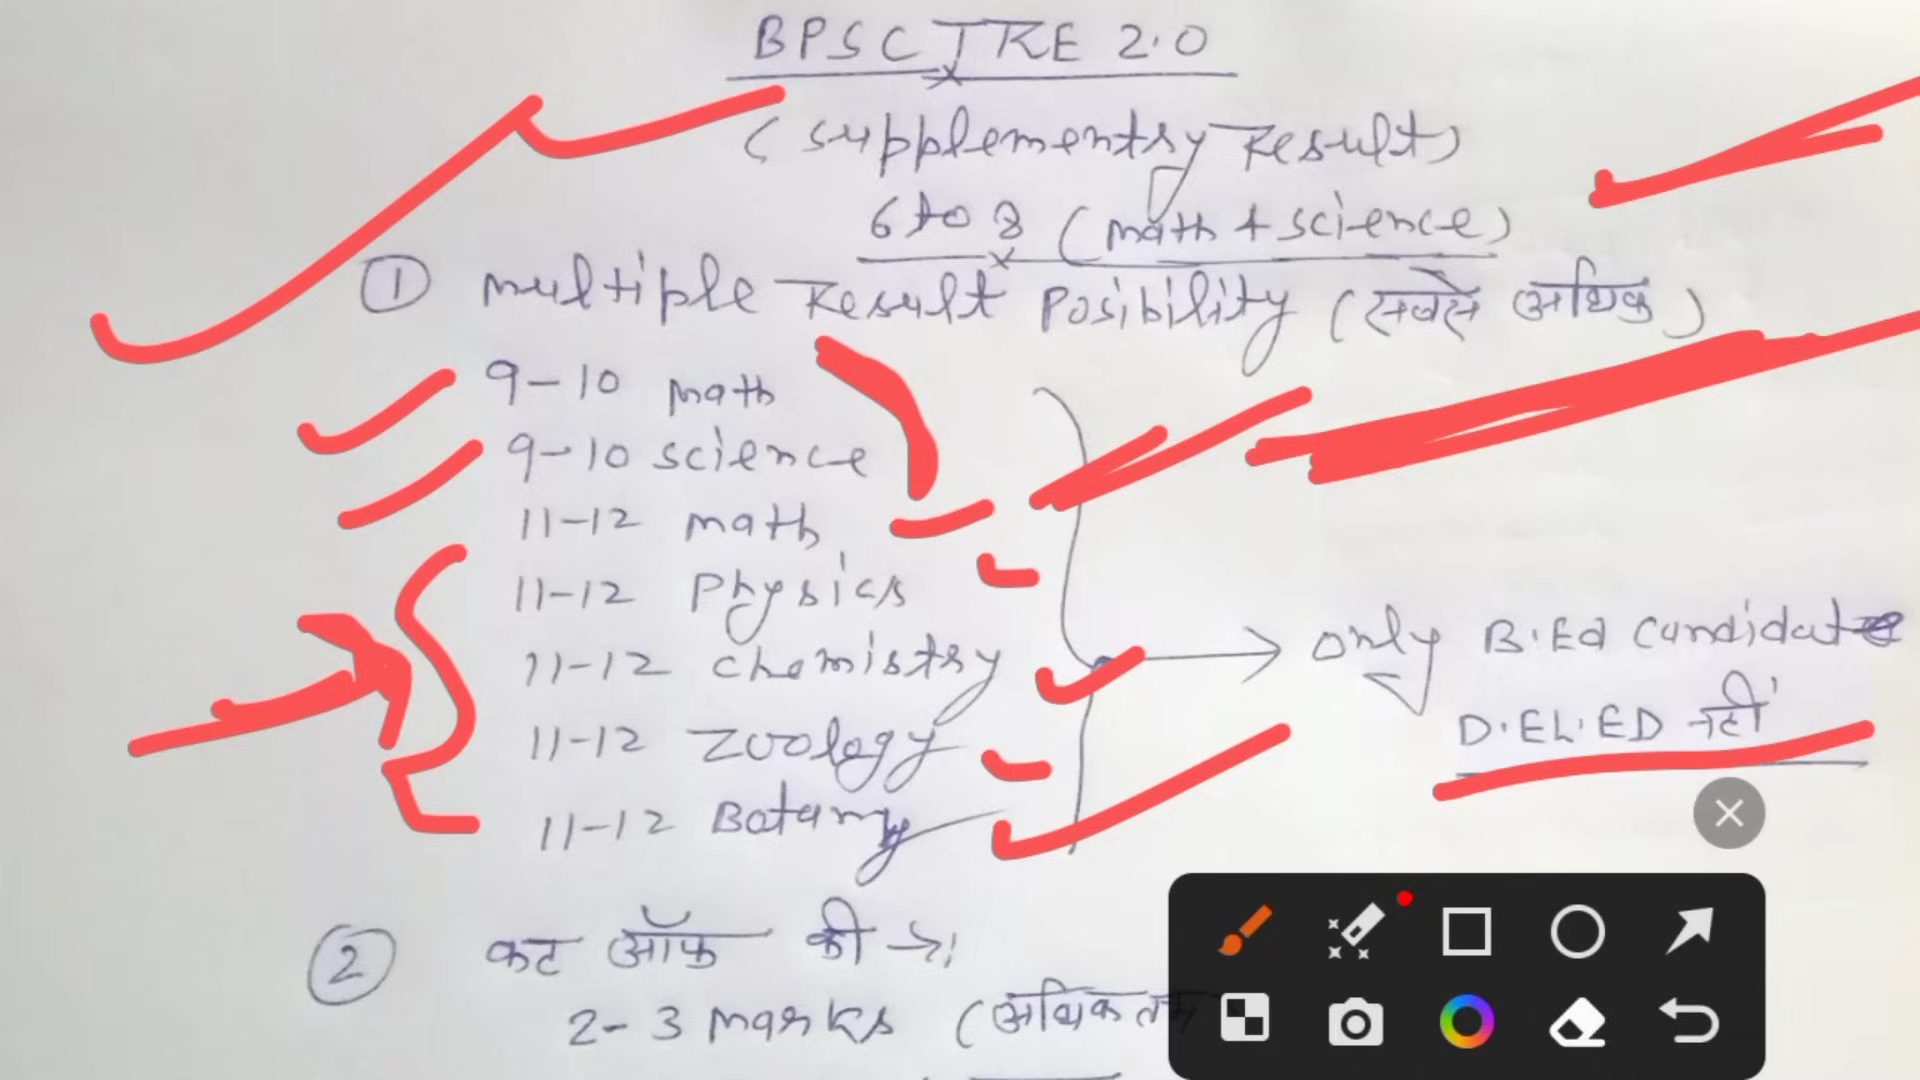 BPSC TRE 2.0
(Supplementry Result)
6 to 8 (math + science)
① multiple Result Posibility (सबसे अधिक)
9-10 math
9-10 science
11-12 math
11-12 Physics
11-12 chemistry
11-12 Zoology
11-12 Botany
only B.Ed Candidate
D.EL.ED नहीं
② कट ऑफ की →
2-3 marks (अधिकतम